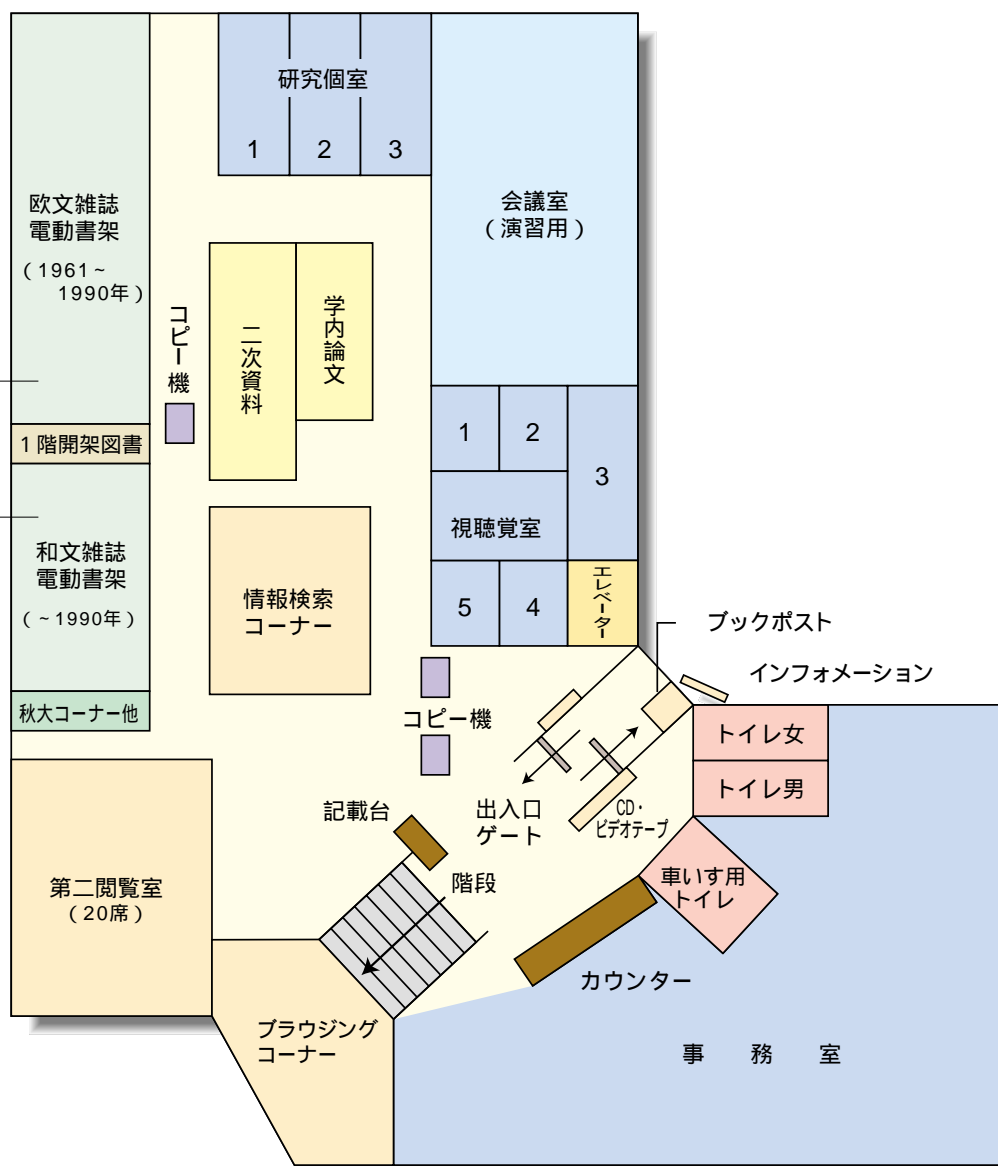 研究個室
1
2
3
会議室
（演習用）
欧文雑誌
電動書架
（1961～
1990年）
コピー機
二次資料
学内論文
1階開架図書
1
2
3
視聴覚室
5
4
エレベーター
和文雑誌
電動書架
（～1990年）
情報検索
コーナー
秋大コーナー他
コピー機
ブックポスト
インフォメーション
トイレ女
トイレ男
車いす用
トイレ
出入口
ゲート
CD・
ビデオテープ
記載台
階段
第二閲覧室
（20席）
カウンター
ブラウジング
コーナー
事務室